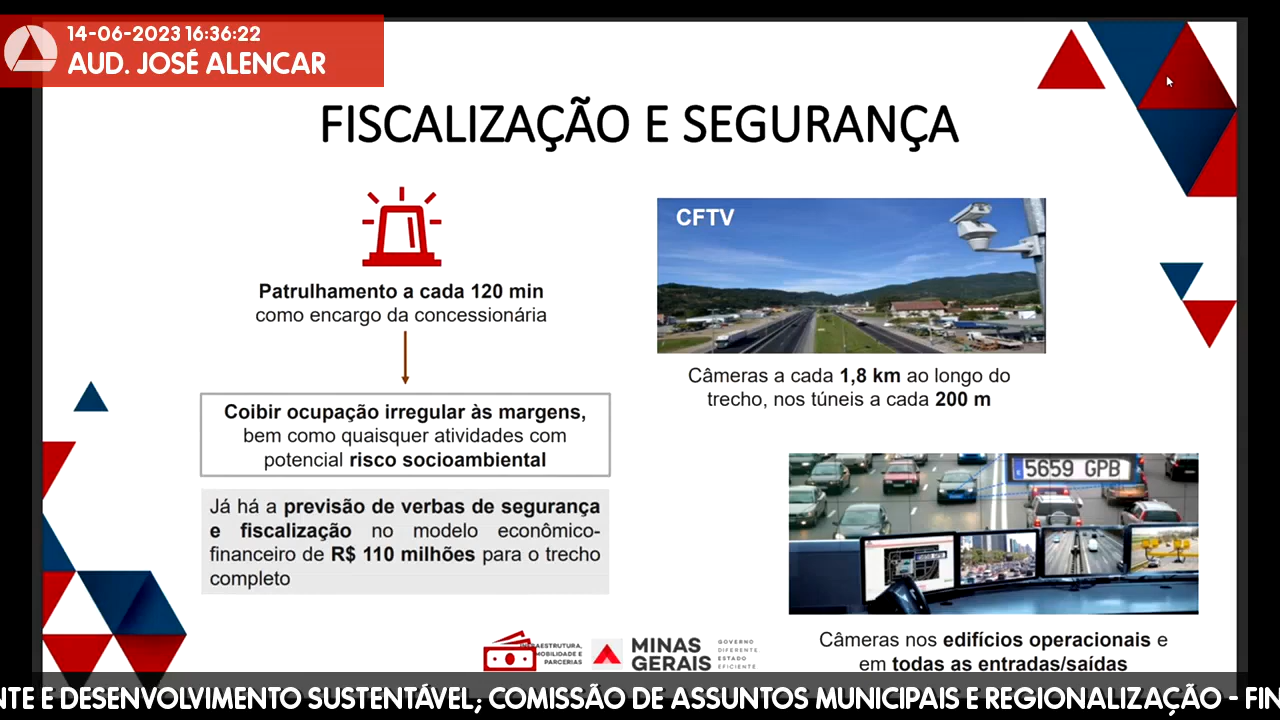 14-06-2023 16:36:22
AUD. JOSÉ ALENCAR
FISCALIZAÇÃO E SEGURANÇA
Patrulhamento a cada 120 min
como encargo da concessionária
Coibir ocupação irregular às margens,
bem como quaisquer atividades com
potencial risco socioambiental
Já há a previsão de verbas de segurança
e fiscalização no modelo econômico-
financeiro de R$ 110 milhões para o trecho
completo
CFTV
Câmeras a cada 1,8 km ao longo do
trecho, nos túneis a cada 200 m
5659 GPB
Câmeras nos edifícios operacionais e
em todas as entradas/saídas
MOBILIDADE E
PARCERIAS
MINAS
GERAIS
GOVERNO
DIFERENTE
ESTADO
EFICIENTE.
NTE E DESENVOLVIMENTO SUSTENTÁVEL; COMISSÃO DE ASSUNTOS MUNICIPAIS E REGIONALIZAÇÃO - FIN